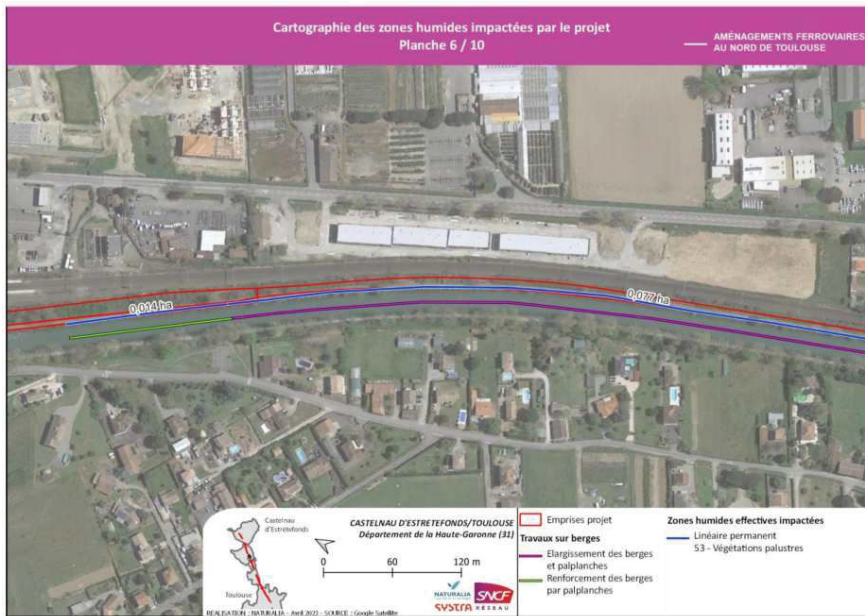 Cartographie des zones humides impactées par le projet
Planche 6 / 10
AMÉNAGEMENTS FERROVIAIRES
AU NORD DE TOULOUSE
0,014 ha
0,077 ha
Castelnau
d'Estretefonds
Toulouse
CASTELNAU D'ESTRETEFONDS/TOULOUSE
Département de la Haute-Garonne (31)
0 60 120 m
NATURALIA
SYSTRA
SNCF
RÉSEAU
REALISATION : NATURALIA - Avril 2022 - SOURCE : Google Satellite
Emprises projet
Travaux sur berges
Elargissement des berges
et palplanches
Renforcement des berges
par palplanches
Zones humides effectives impactées
Linéaire permanent
53 - Végétations palustres